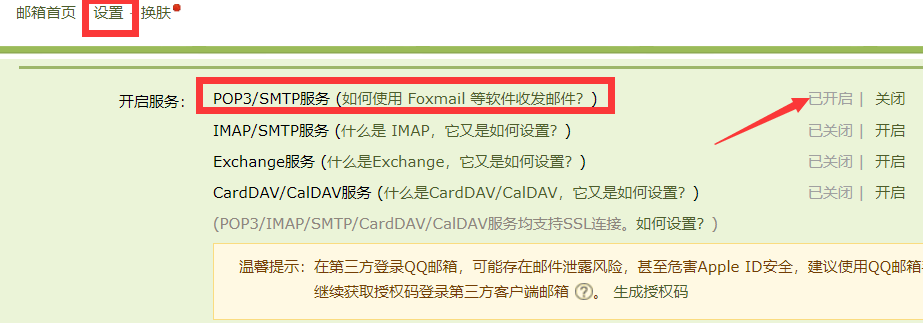 邮箱首页 设置 - 换肤
开启服务: POP3/SMTP服务 (如何使用 Foxmail 等软件收发邮件? ) 已开启 | 关闭
IMAP/SMTP服务 (什么是 IMAP，它又是如何设置? ) 已关闭 | 开启
Exchange服务 (什么是Exchange，它又是如何设置? ) 已关闭 | 开启
CardDAV/CalDAV服务 (什么是CardDAV/CalDAV，它又是如何设置? ) 已关闭 | 开启
(POP3/IMAP/SMTP/CardDAV/CalDAV服务均支持SSL连接。如何设置? )
温馨提示: 在第三方登录QQ邮箱，可能存在邮件泄露风险，甚至危害Apple ID安全，建议使用QQ邮箱
继续获取授权码登录第三方客户端邮箱 ? 。 生成授权码